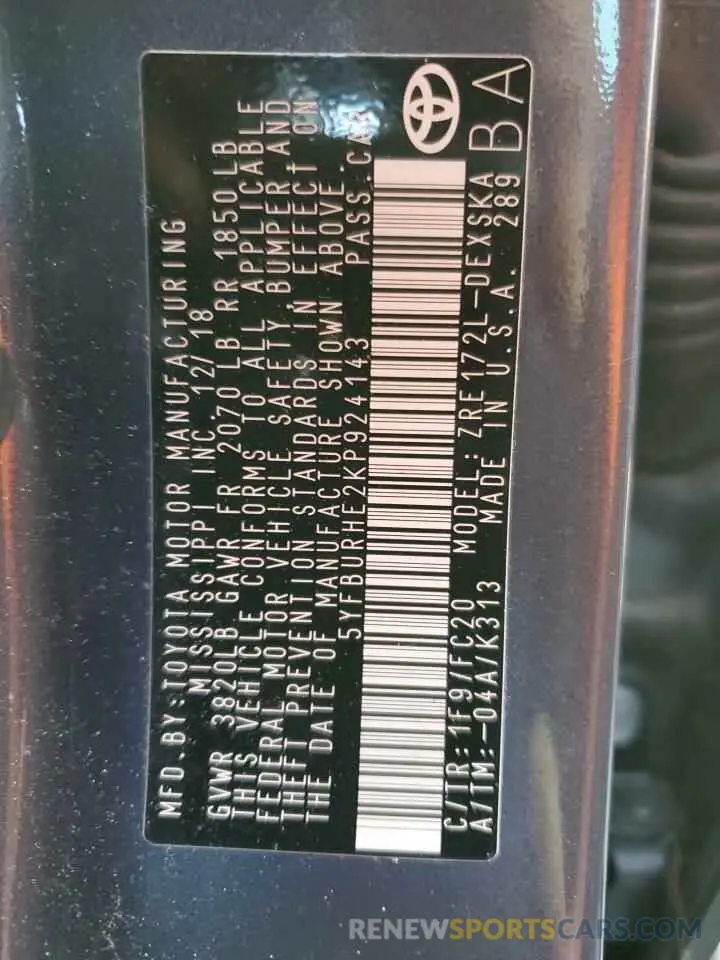 MFD.BY:TOYOTA MOTOR MANUFACTURING
MISSISSIPPI INC 12/18
GVWR 3820LB GAWR FR 2070 LB RR 1850 LB
THIS VEHICLE CONFORMS TO ALL APPLICABLE
FEDERAL MOTOR VEHICLE SAFETY, BUMPER AND
THEFT PREVENTION STANDARDS IN EFFECT ON
THE DATE OF MANUFACTURE SHOWN ABOVE.
5YFBURHE2KP924143 PASS.CAR
C/TR:1F9/FC20 MODEL:ZRE172L-DEXSKA
A/TM:-04A/K313 MADE IN U.S.A. 289
BA
RENEWSPORTSCARS.COM